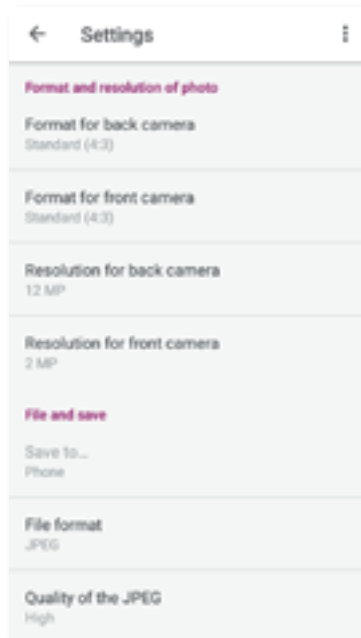 Settings
Format and resolution of photo
Format for back camera
Standard (4:3)
Format for front camera
Standard (4:3)
Resolution for back camera
12 MP
Resolution for front camera
2 MP
File and save
Save to...
Phone
File format
JPEG
Quality of the JPEG
High